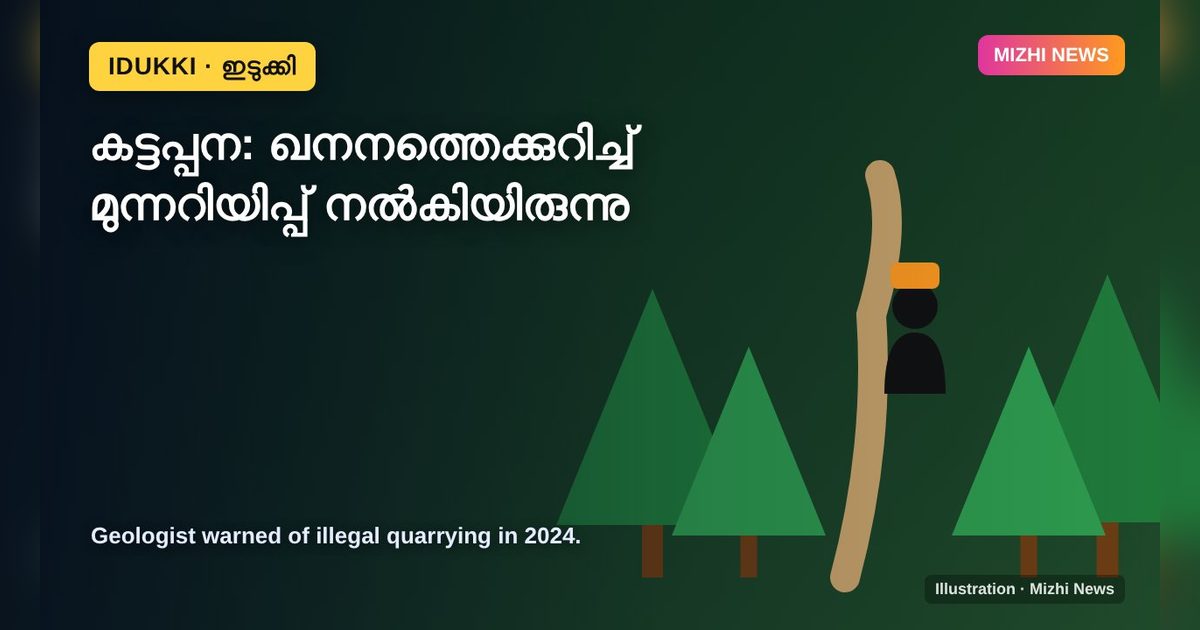 IDUKKI · ഇടുക്കി
MIZHI NEWS
കട്ടപ്പന: ഖനനത്തെക്കുറിച്ച്
മുന്നറിയിപ്പ് നൽകിയിരുന്നു
Geologist warned of illegal quarrying in 2024.
Illustration · Mizhi News